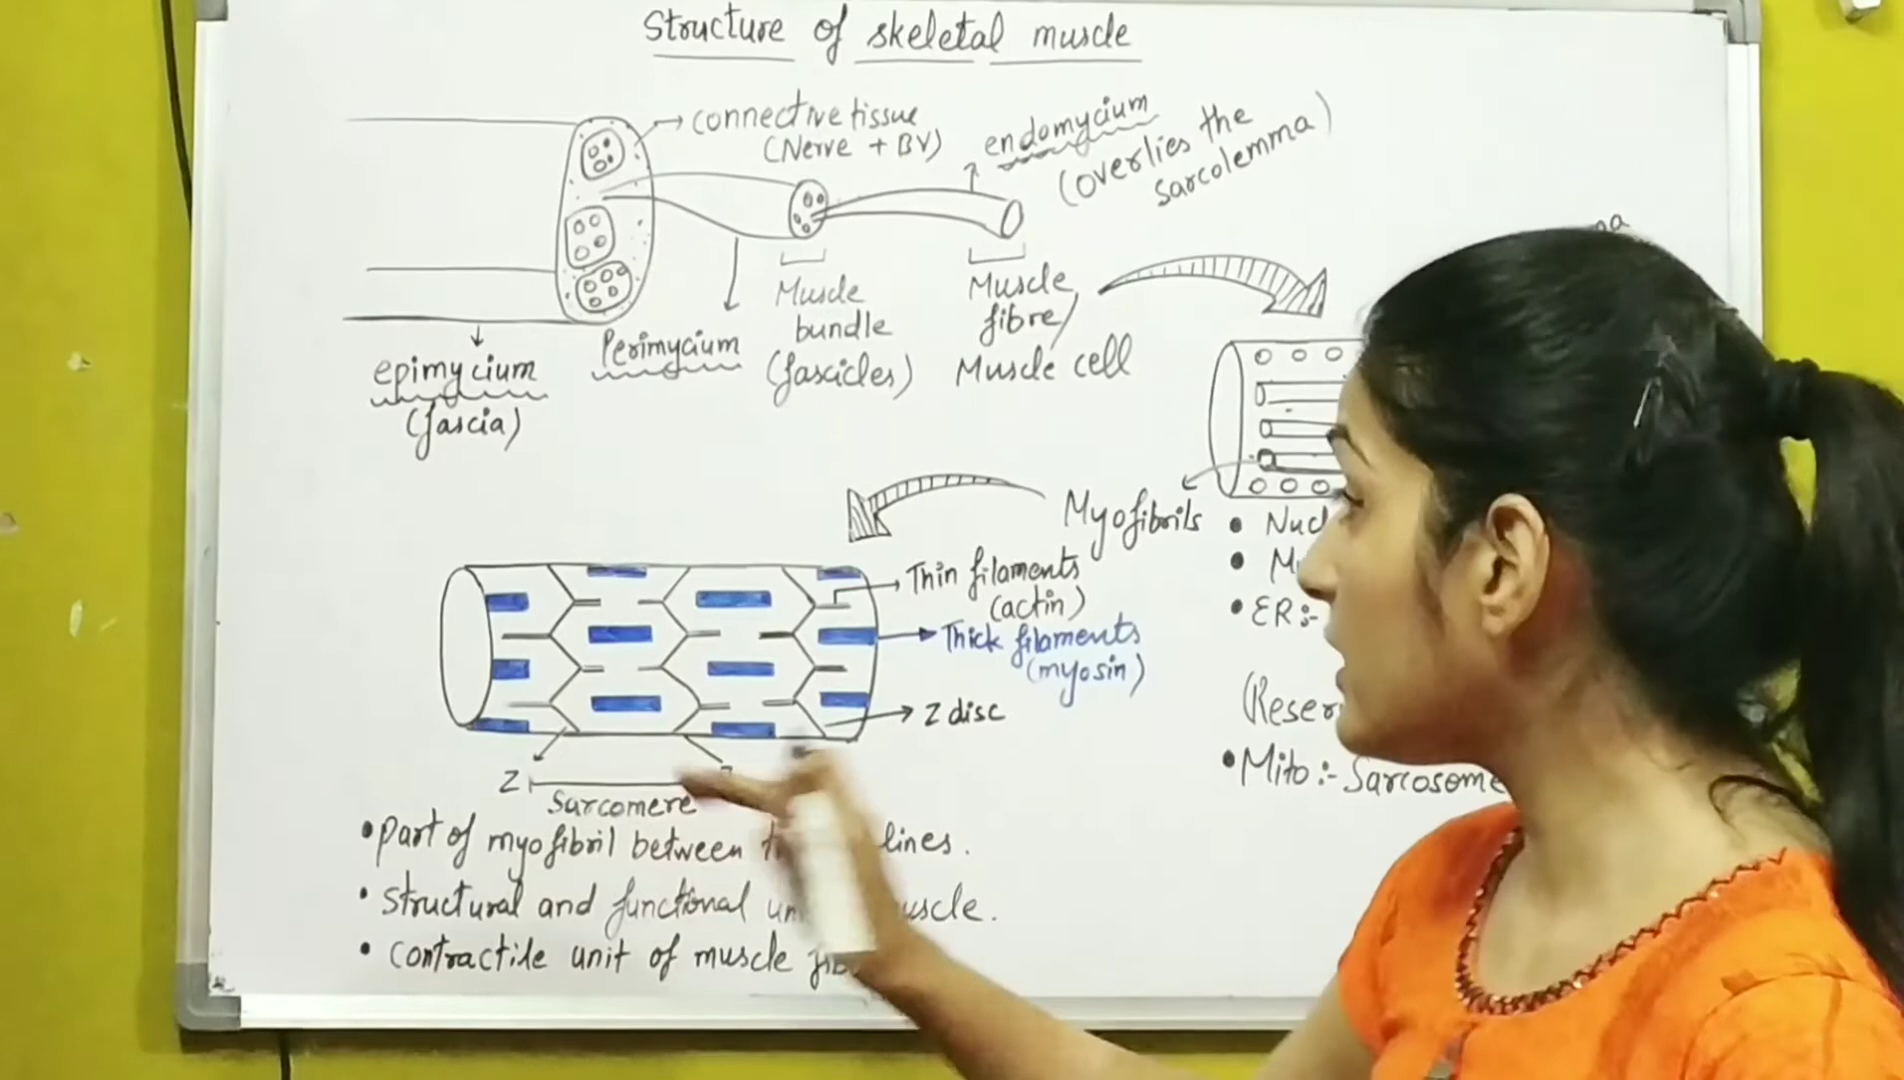 Structure of skeletal muscle
connective tissue
(Nerve + BV)
endomycium
(overlies the
sarcolemma)
Muscle
bundle
(fascicles)
Muscle
fibre/
Muscle cell
Perimycium
epimycium
(fascia)
Myofibrils
Thin filaments
(actin)
Thick filaments
(myosin)
Z disc
Z
Sarcomere
• part of myofibril between lines.
• structural and functional muscle.
• contractile unit of muscle
•
•
• ER:-
• Mito:- Sarcosome